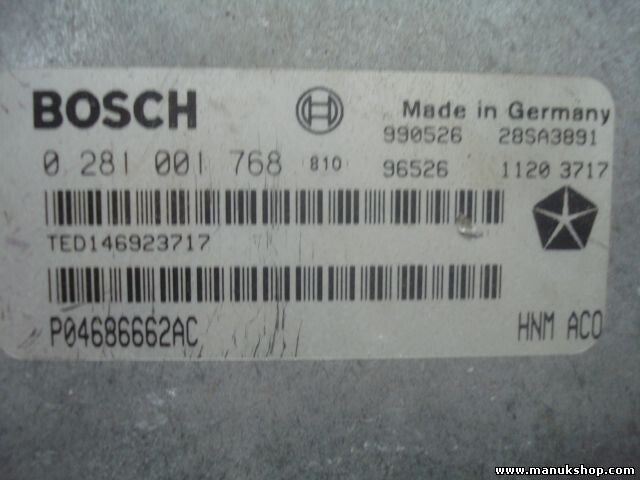 BOSCH Made in Germany
990526 28SA3891
0 281 001 768 810 96526 1120 3717
TED146923717
P04686662AC HNM ACO
www.manukshop.com